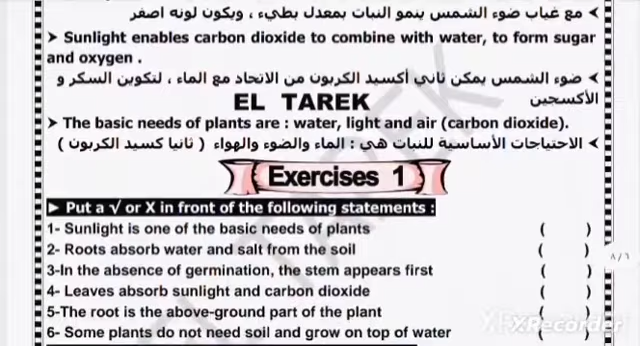 ➤ مع غياب ضوء الشمس ينمو النبات بمعدل بطيء ، ويكون لونه اصفر
➤ Sunlight enables carbon dioxide to combine with water, to form sugar
and oxygen .
➤ ضوء الشمس يمكن ثاني أكسيد الكربون من الاتحاد مع الماء ، لتكوين السكر و
الأكسجين
EL TAREK
➤ The basic needs of plants are : water, light and air (carbon dioxide).
➤ الاحتياجات الأساسية للنبات هي : الماء والضوء والهواء ( ثانيا كسيد الكربون )
Exercises 1
► Put a √ or X in front of the following statements :
1- Sunlight is one of the basic needs of plants ( )
2- Roots absorb water and salt from the soil ( )
3-In the absence of germination, the stem appears first ( )
4- Leaves absorb sunlight and carbon dioxide ( )
5-The root is the above-ground part of the plant ( )
6- Some plants do not need soil and grow on top of water ( )
٨/٦
EL TAREK
XRecorder